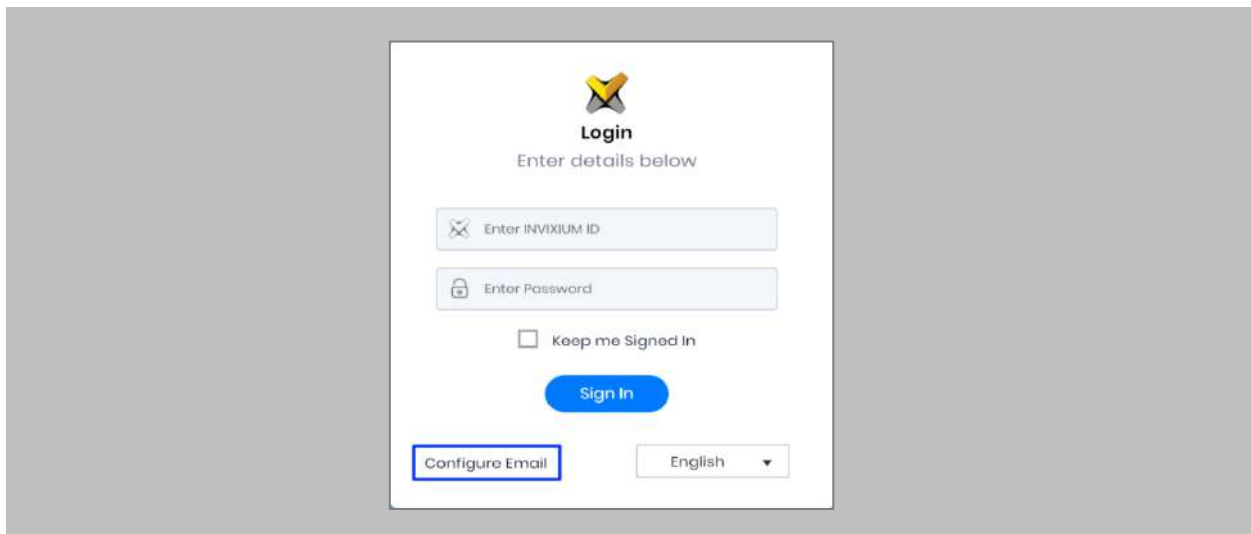 Login
Enter details below
Enter INVIXIUM ID
Enter Password
Keep me Signed In
Sign In
Configure Email
English